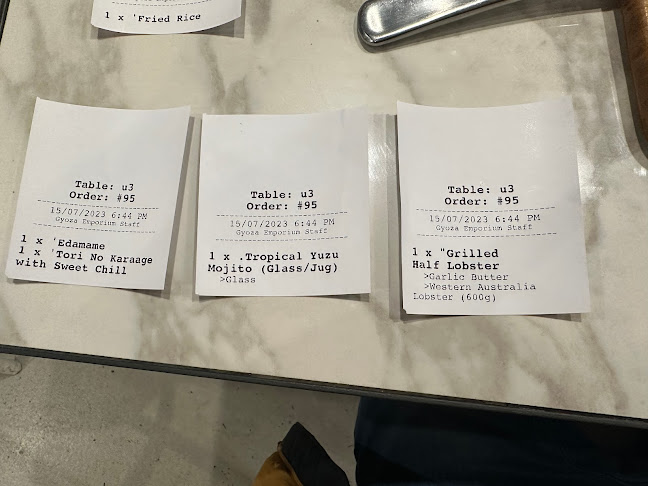 1 x 'Fried Rice
Table: u3
Order: #95
15/07/2023 6:44 PM
Gyoza Emporium Staff
1 x 'Edamame
1 x 'Tori No Karaage
with Sweet Chill
Table: u3
Order: #95
15/07/2023 6:44 PM
Gyoza Emporium Staff
1 x .Tropical Yuzu
Mojito (Glass/Jug)
>Glass
Table: u3
Order: #95
15/07/2023 6:44 PM
Gyoza Emporium Staff
1 x "Grilled
Half Lobster
>Garlic Butter
>Western Australia
Lobster (600g)